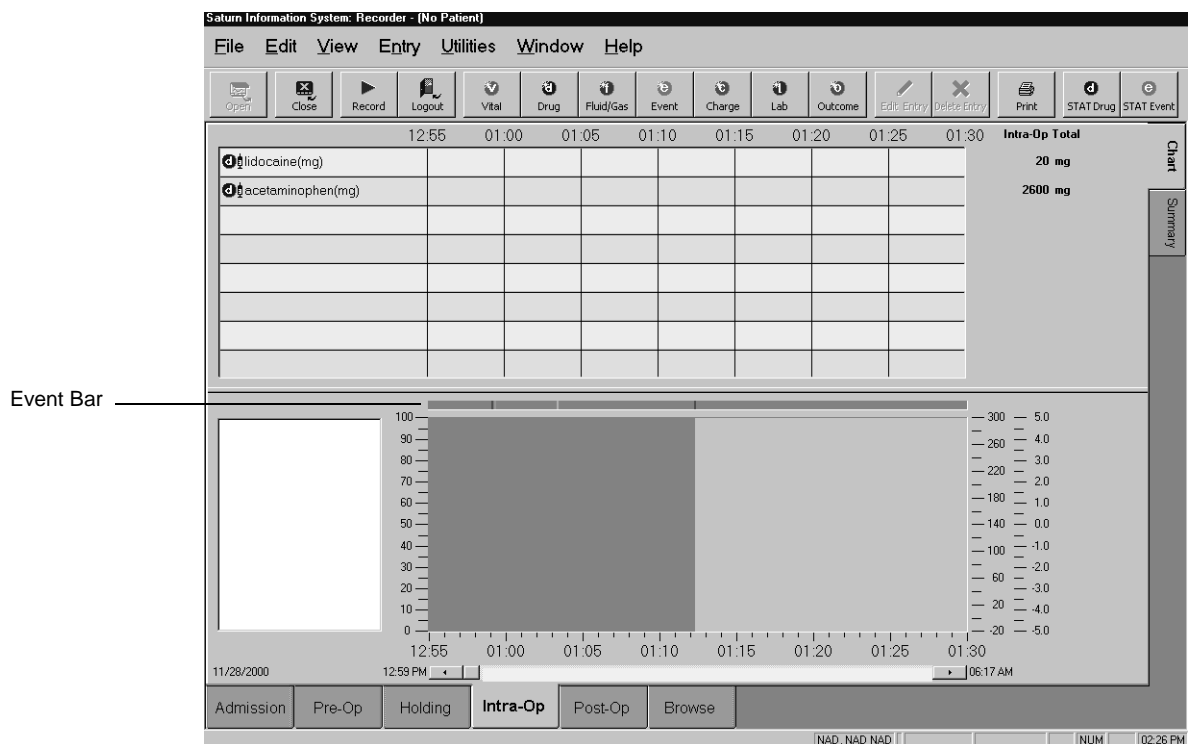 Saturn Information System: Recorder - (No Patient)
File Edit View Entry Utilities Window Help
Open Close Record Logout Vital Drug Fluid/Gas Event Charge Lab Outcome Edit Entry Delete Entry Print STAT Drug STAT Event
12:55 01:00 01:05 01:10 01:15 01:20 01:25 01:30 Intra-Op Total
d lidocaine(mg) 20 mg
d acetaminophen(mg) 2600 mg
Chart
Summary
Event Bar
100 300 5.0
90 260 4.0
80 220 3.0
70 180 2.0
60 140 1.0
50 100 0.0
40 60 -1.0
30 20 -2.0
20 -20 -3.0
10 -4.0
0 -5.0
12:55 01:00 01:05 01:10 01:15 01:20 01:25 01:30
11/28/2000 12:59 PM 06:17 AM
Admission Pre-Op Holding Intra-Op Post-Op Browse
NAD, NAD NAD NUM 02:26 PM